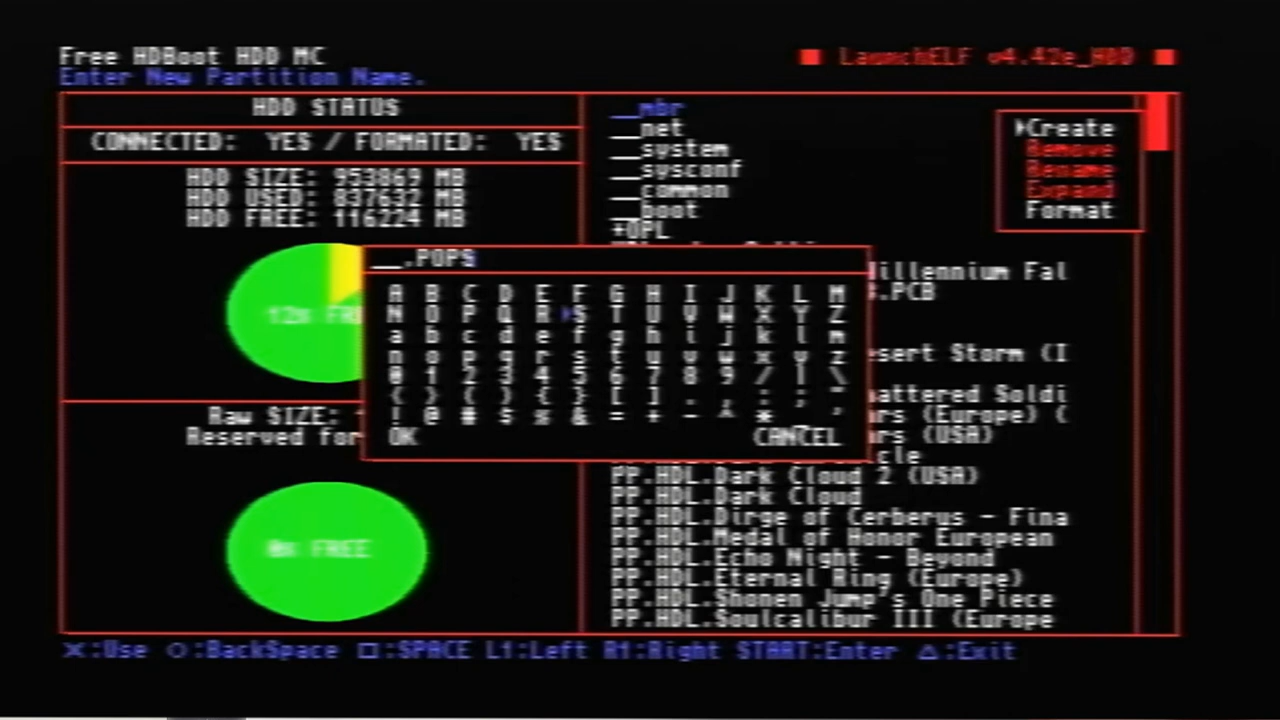 Free HDBoot HDD MC
LaunchELF v4.42e_HDD
Enter New Partition Name.
HDD STATUS
CONNECTED: YES / FORMATED: YES
HDD SIZE: 953869 MB
HDD USED: 837632 MB
HDD FREE: 116224 MB
12% FR
Raw SIZE:
Reserved for
0% FREE
__mbr
__net
__system
__sysconf
__common
__boot
+OPL
Millennium Fal
.PCB
esert Storm (I
attered Soldi
rs (Europe) (
ars (USA)
cle
PP.HDL.Dark Cloud 2 (USA)
PP.HDL.Dark Cloud
PP.HDL.Dirge of Cerberus - Fina
PP.HDL.Medal of Honor European
PP.HDL.Echo Night - Beyond
PP.HDL.Eternal Ring (Europe)
PP.HDL.Shonen Jump's One Piece
PP.HDL.Soulcalibur III (Europe
Create
Remove
Rename
Expand
Format
__.POPS
A B C D E F G H I J K L M
N O P Q R S T U V W X Y Z
a b c d e f g h i j k l m
n o p q r s t u v w x y z
0 1 2 3 4 5 6 7 8 9 / | \
OK CANCEL
×:Use ○:BackSpace □:SPACE L1:Left R1:Right START:Enter △:Exit